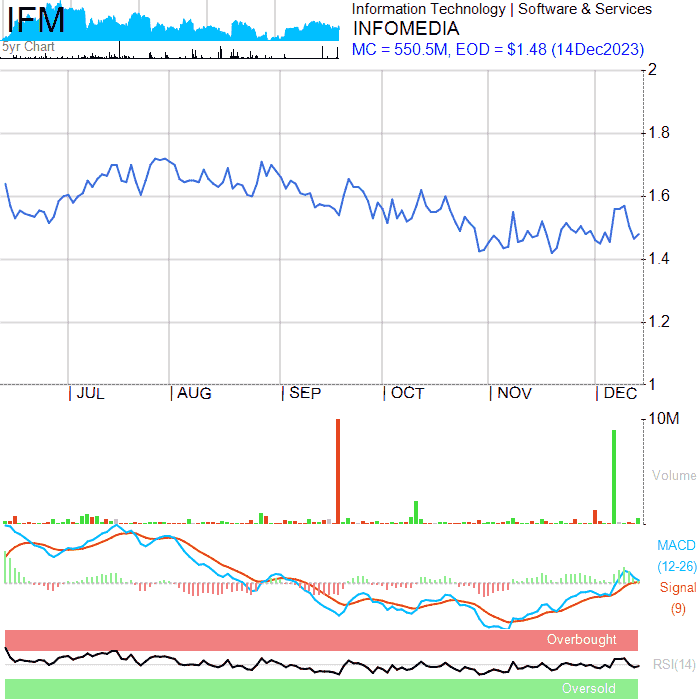 IFM
5yr Chart
Information Technology | Software & Services
INFOMEDIA
MC = 550.5M, EOD = $1.48 (14Dec2023)
2
1.8
1.6
1.4
1.2
1
| JUL | AUG | SEP | OCT | NOV | DEC
10M
Volume
MACD
(12-26)
Signal
(9)
Overbought
RSI(14)
Oversold